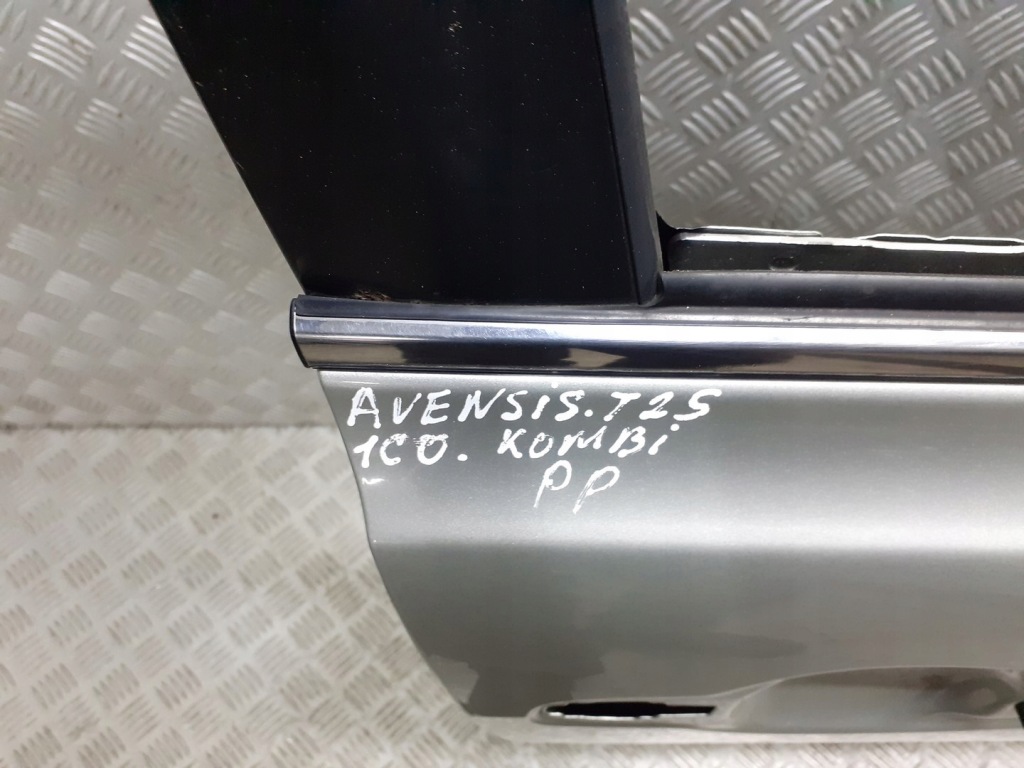 AVENSiS. T25
1C0. KOMBi
PP